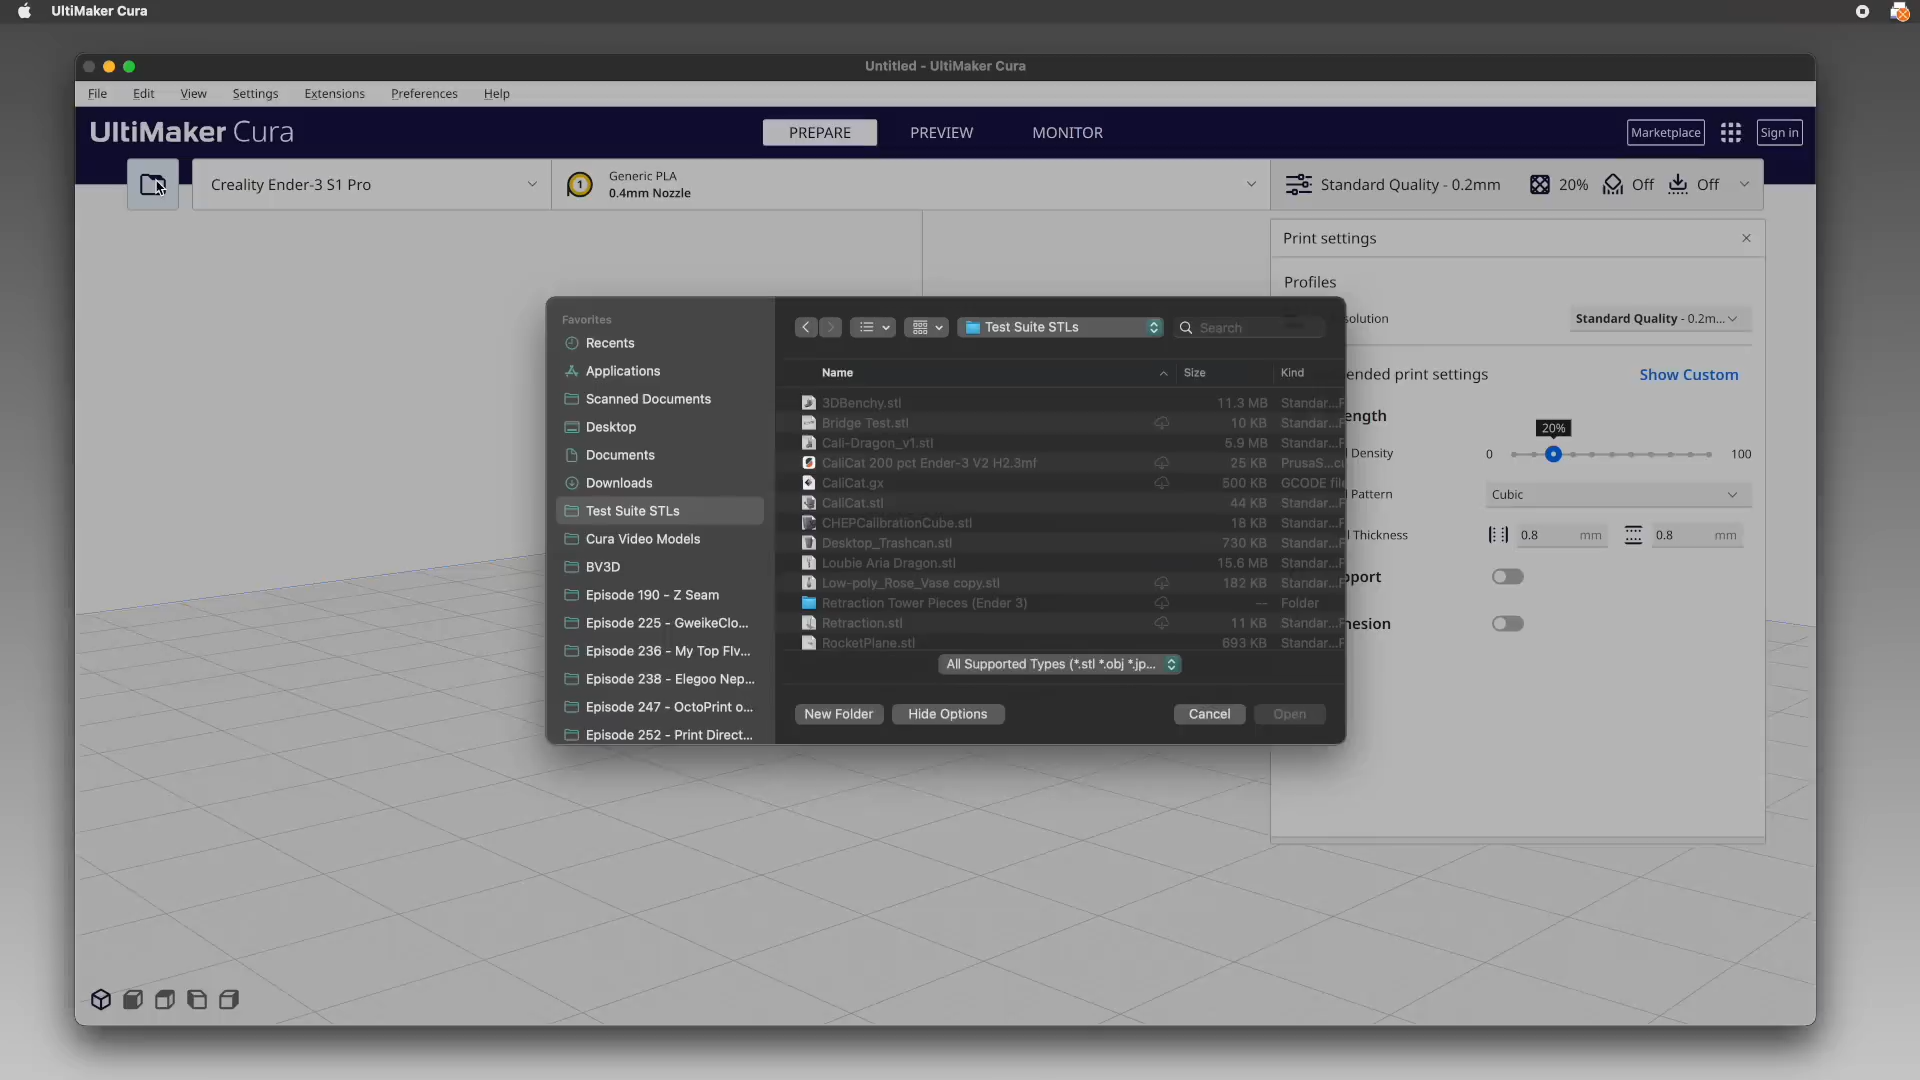 UltiMaker Cura
Untitled - UltiMaker Cura
File Edit View Settings Extensions Preferences Help
UltiMaker Cura
PREPARE PREVIEW MONITOR
Marketplace Sign in
Creality Ender-3 S1 Pro
1
Generic PLA
0.4mm Nozzle
Standard Quality - 0.2mm 20% Off Off
Print settings
Profiles
solution Standard Quality - 0.2m...
ended print settings Show Custom
ength
20%
Density 0 100
Pattern Cubic
l Thickness 0.8 mm 0.8 mm
pport
hesion
Favorites
Recents
Applications
Scanned Documents
Desktop
Documents
Downloads
Test Suite STLs
Cura Video Models
BV3D
Episode 190 - Z Seam
Episode 225 - GweikeClo...
Episode 236 - My Top FIv...
Episode 238 - Elegoo Nep...
Episode 247 - OctoPrint o...
Episode 252 - Print Direct...
Test Suite STLs Search
Name Size Kind
3DBenchy.stl 11.3 MB Standar...F
Bridge Test.stl 10 KB Standar...F
Cali-Dragon_v1.stl 5.9 MB Standar...F
CaliCat 200 pct Ender-3 V2 H2.3mf 25 KB PrusaS...cu
CaliCat.gx 500 KB GCODE file
CaliCat.stl 44 KB Standar...F
CHEPCalibrationCube.stl 18 KB Standar...F
Desktop_Trashcan.stl 730 KB Standar...F
Loubie Aria Dragon.stl 15.6 MB Standar...F
Low-poly_Rose_Vase copy.stl 182 KB Standar...F
Retraction Tower Pieces (Ender 3) -- Folder
Retraction.stl 11 KB Standar...F
RocketPlane.stl 693 KB Standar...F
All Supported Types (*.stl *.obj *.jp...
New Folder Hide Options Cancel Open